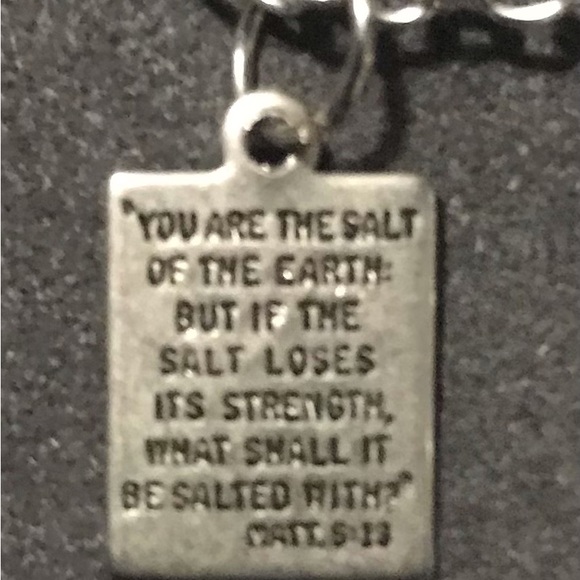 "YOU ARE THE SALT
OF THE EARTH:
BUT IF THE
SALT LOSES
ITS STRENGTH,
WHAT SHALL IT
BE SALTED WITH?"
MATT. 5:13